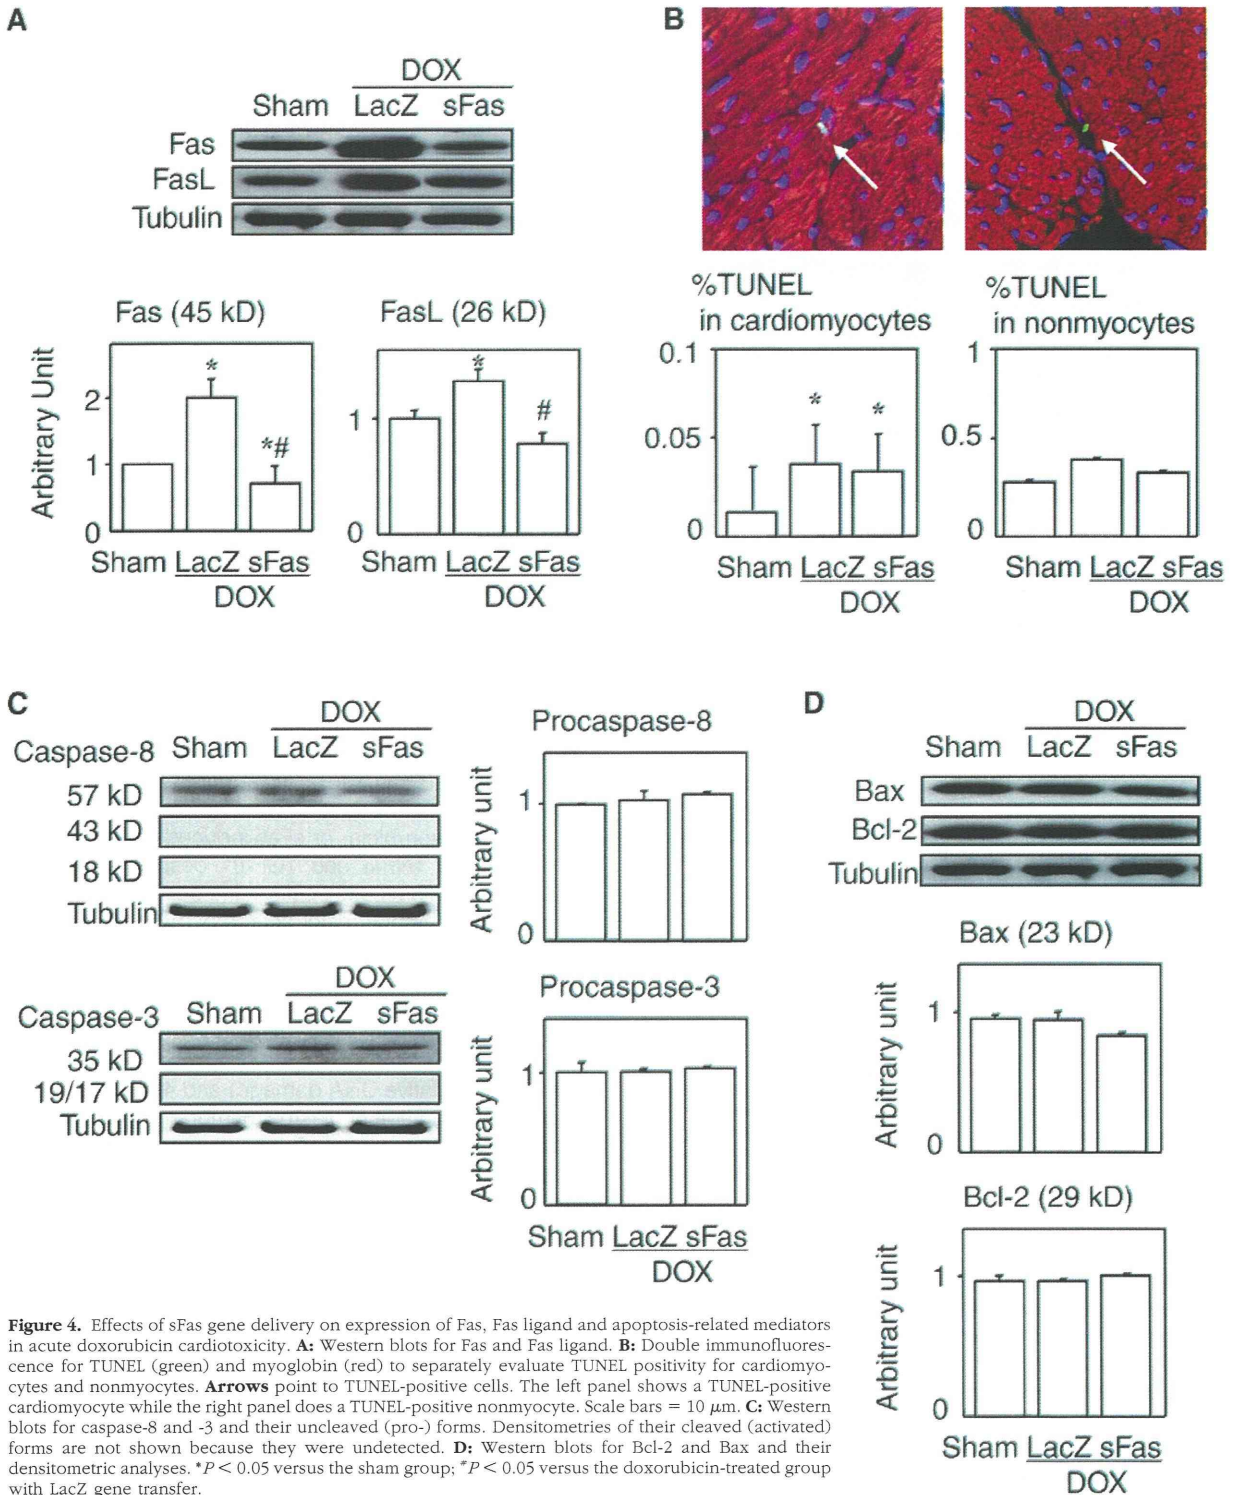 A
DOX
Sham LacZ sFas
Fas
FasL
Tubulin
Fas (45 kD)
Arbitrary Unit
2
1
0
*
*#
Sham LacZ sFas
DOX
FasL (26 kD)
1
0
*
#
Sham LacZ sFas
DOX
B
%TUNEL
in cardiomyocytes
0.1
0.05
0
*
*
Sham LacZ sFas
DOX
%TUNEL
in nonmyocytes
1
0.5
0
Sham LacZ sFas
DOX
C
DOX
Caspase-8 Sham LacZ sFas
57 kD
43 kD
18 kD
Tubulin
Procaspase-8
Arbitrary unit
1
0
DOX
Caspase-3 Sham LacZ sFas
35 kD
19/17 kD
Tubulin
Procaspase-3
Arbitrary unit
1
0
Sham LacZ sFas
DOX
D
DOX
Sham LacZ sFas
Bax
Bcl-2
Tubulin
Bax (23 kD)
Arbitrary unit
1
0
Bcl-2 (29 kD)
Arbitrary unit
1
0
Sham LacZ sFas
DOX
Figure 4. Effects of sFas gene delivery on expression of Fas, Fas ligand and apoptosis-related mediators
in acute doxorubicin cardiotoxicity. A: Western blots for Fas and Fas ligand. B: Double immunofluores-
cence for TUNEL (green) and myoglobin (red) to separately evaluate TUNEL positivity for cardiomyo-
cytes and nonmyocytes. Arrows point to TUNEL-positive cells. The left panel shows a TUNEL-positive
cardiomyocyte while the right panel does a TUNEL-positive nonmyocyte. Scale bars = 10 μm. C: Western
blots for caspase-8 and -3 and their uncleaved (pro-) forms. Densitometries of their cleaved (activated)
forms are not shown because they were undetected. D: Western blots for Bcl-2 and Bax and their
densitometric analyses. *P < 0.05 versus the sham group; #P < 0.05 versus the doxorubicin-treated group
with LacZ gene transfer.